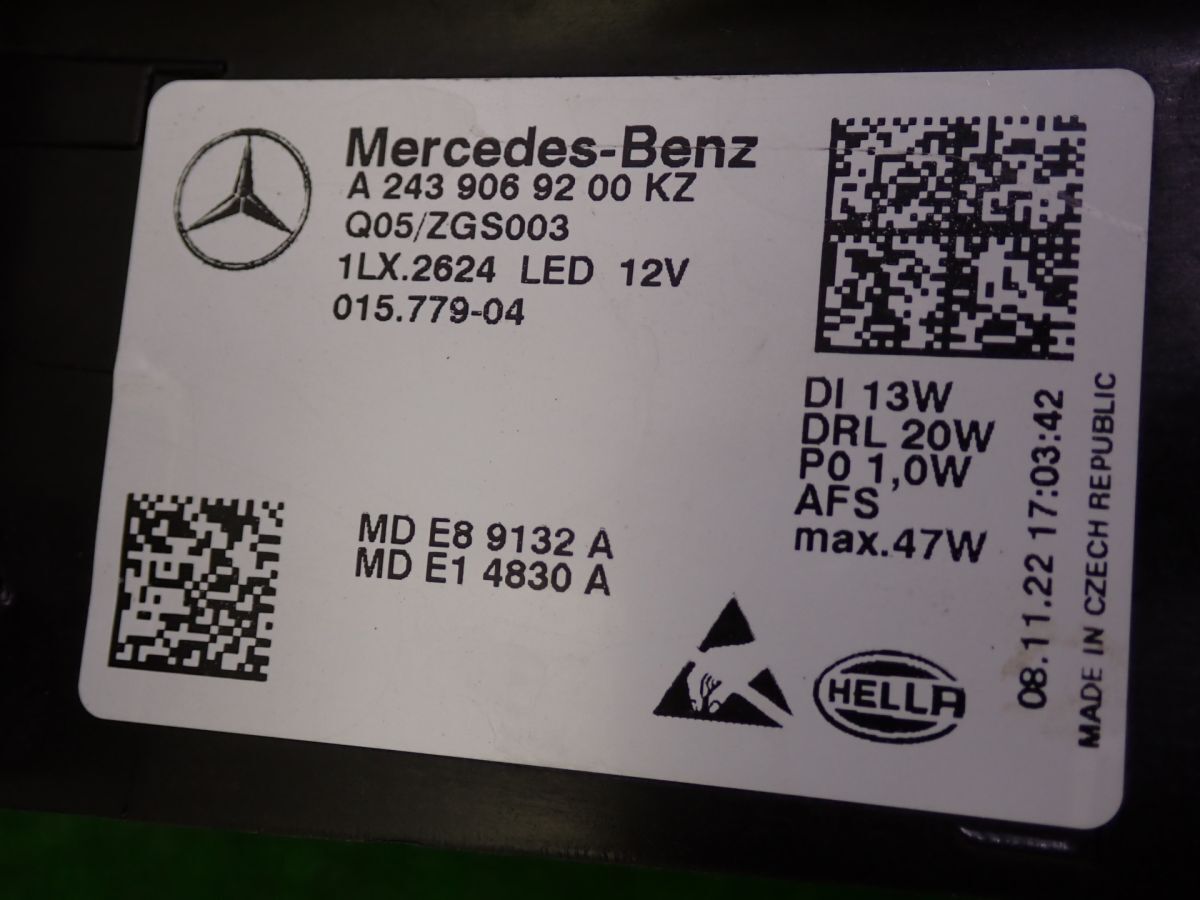 Mercedes-Benz
A 243 906 92 00 KZ
Q05/ZGS003
1LX.2624 LED 12V
015.779-04
DI 13W
DRL 20W
P0 1,0W
AFS
max.47W
MD E8 9132 A
MD E1 4830 A
HELLA
08.11.22 17:03:42
MADE IN CZECH REPUBLIC